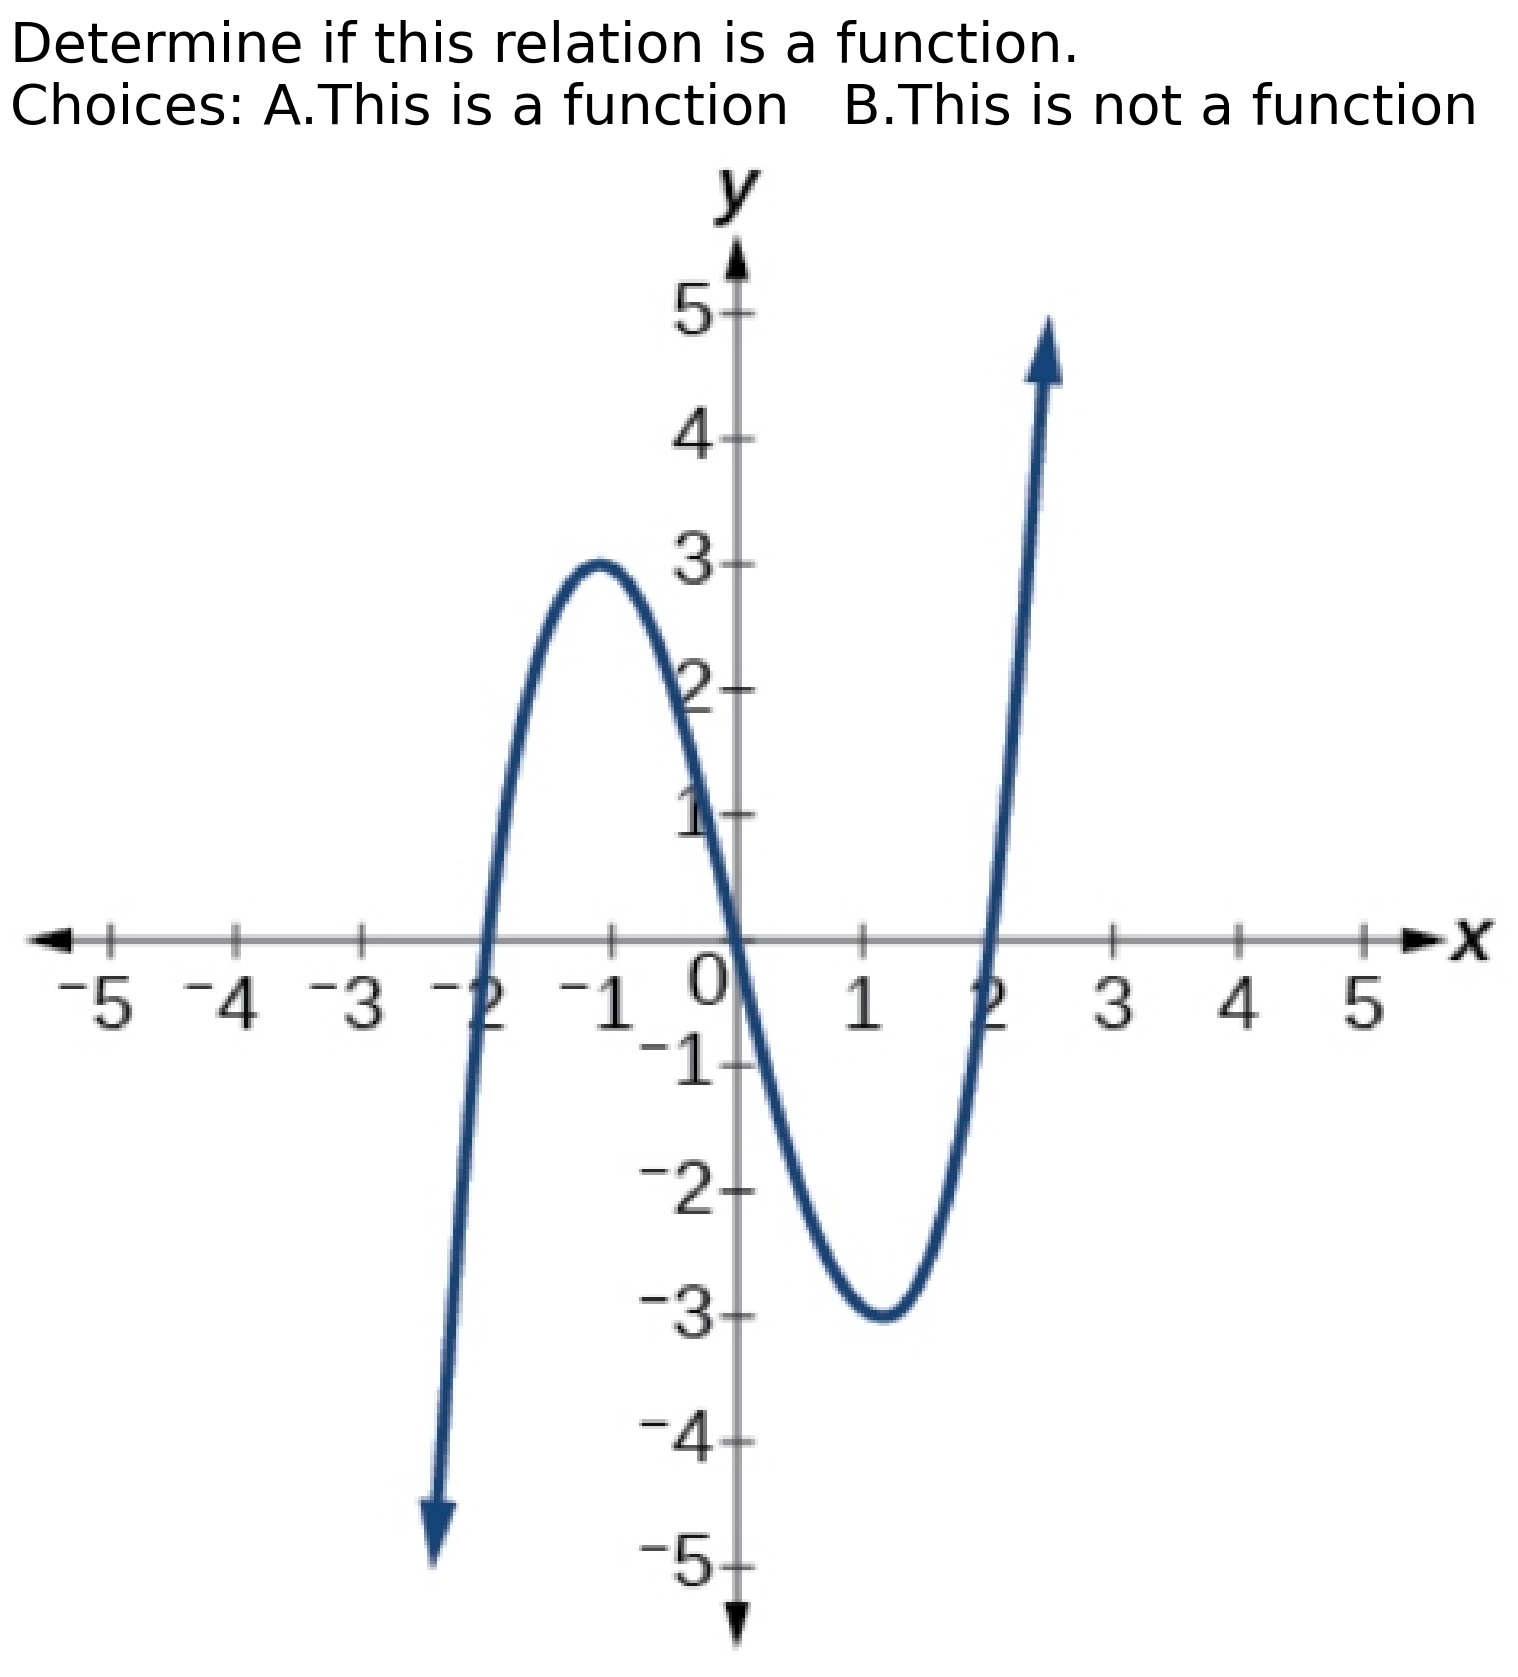 Determine if this relation is a function.
Choices: A.This is a function B.This is not a function
y
5
4
3
2
1
x
−5 −4 −3 −2 −1 0 1 2 3 4 5
−1
−2
−3
−4
−5